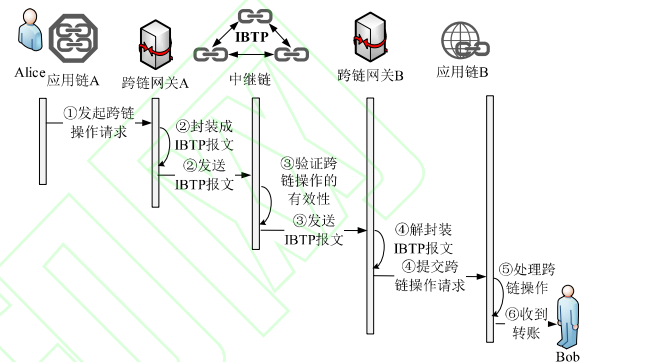 IBTP
Alice
应用链A
跨链网关A
中继链
跨链网关B
应用链B
①发起跨链
操作请求
②封装成
IBTP报文
②发送
IBTP报文
③验证跨
链操作的
有效性
③发送
IBTP报文
④解封装
IBTP报文
④提交跨
链操作请求
⑤处理跨
链操作
⑥收到
转账
Bob